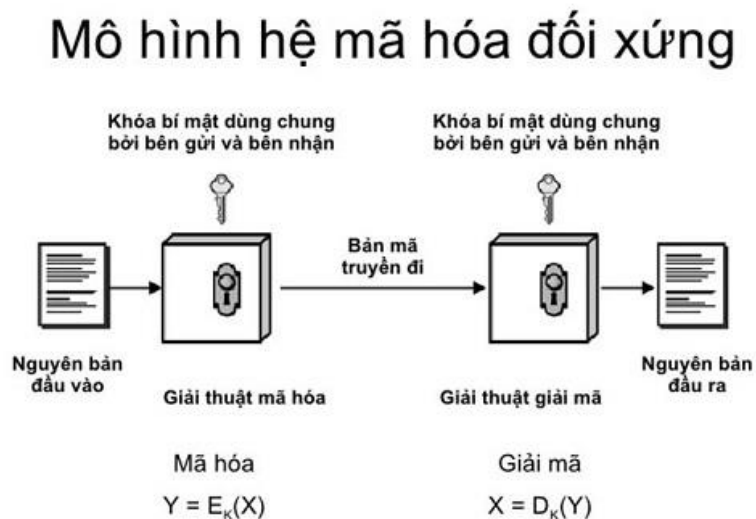 Mô hình hệ mã hóa đối xứng
Khóa bí mật dùng chung
bởi bên gửi và bên nhận
Khóa bí mật dùng chung
bởi bên gửi và bên nhận
Bản mã
truyền đi
Nguyên bản
đầu vào
Giải thuật mã hóa
Giải thuật giải mã
Nguyên bản
đầu ra
Mã hóa
Giải mã
Y = E_K(X)
X = D_K(Y)